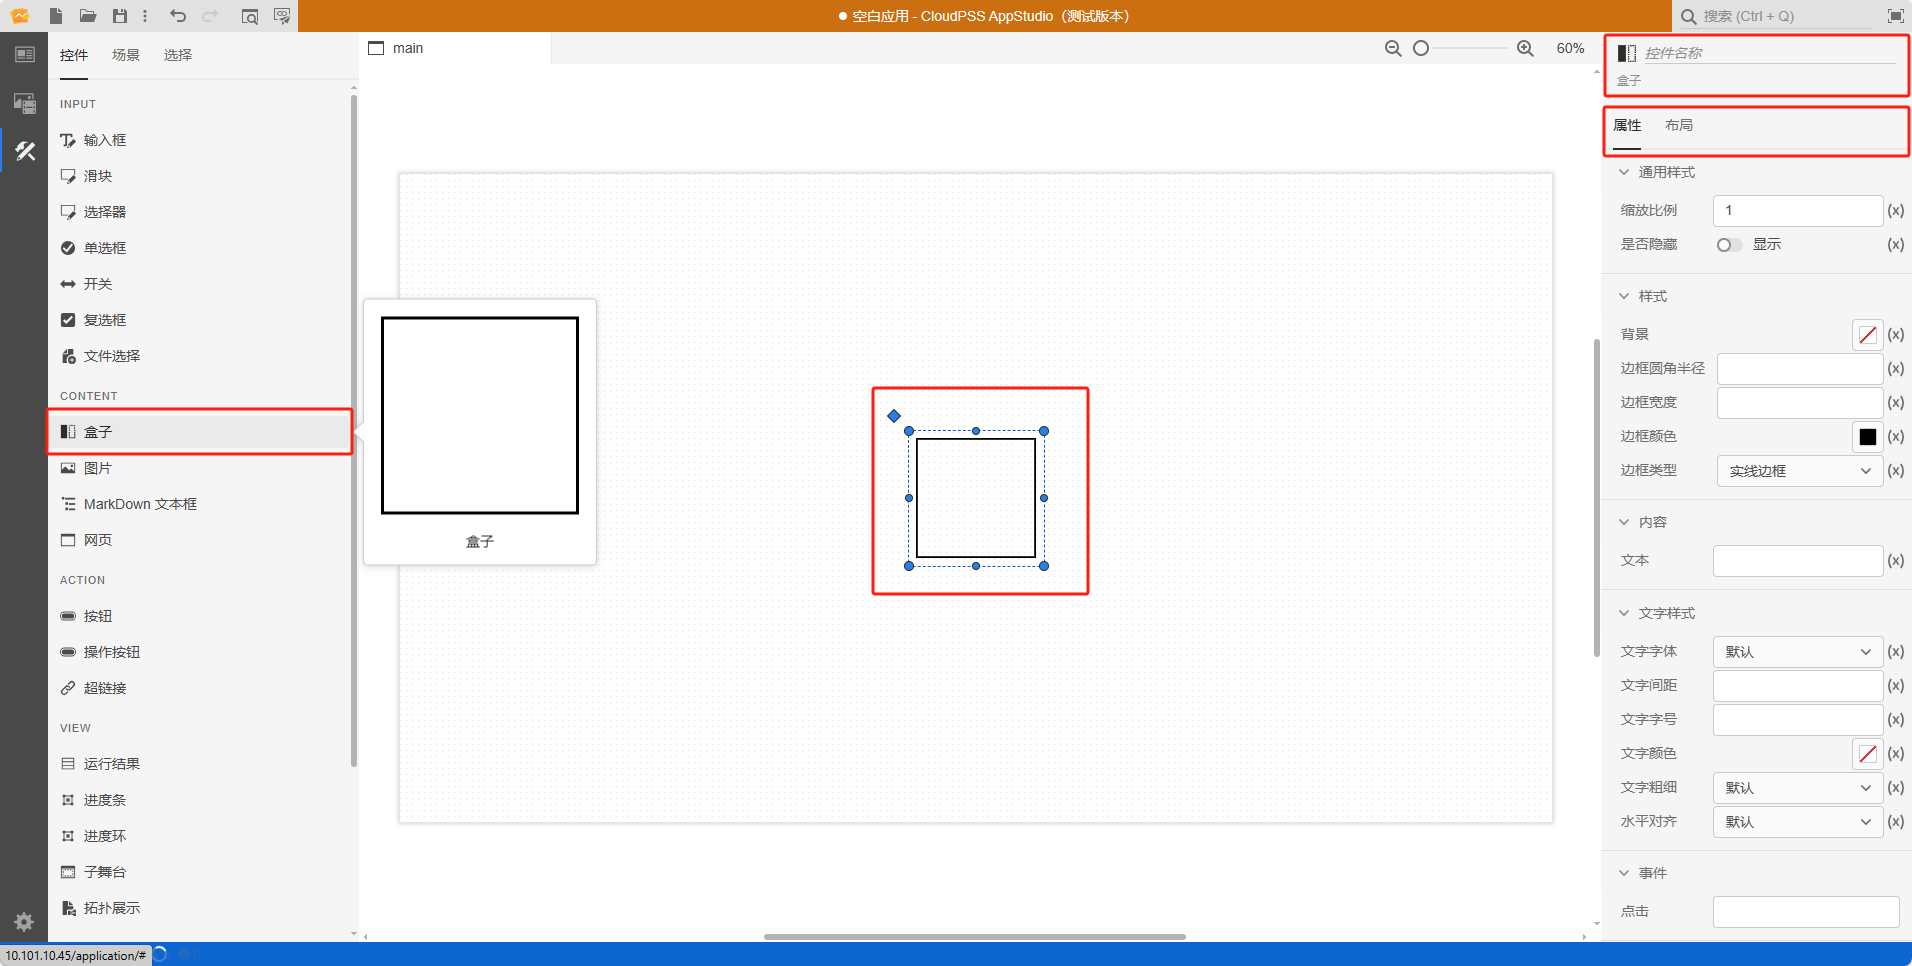 空白应用 - CloudPSS AppStudio（测试版本）
搜索 (Ctrl + Q)
控件
场景
选择
INPUT
输入框
滑块
选择器
单选框
开关
复选框
文件选择
CONTENT
盒子
图片
MarkDown 文本框
网页
ACTION
按钮
操作按钮
超链接
VIEW
运行结果
进度条
进度环
子舞台
拓扑展示
main
60%
盒子
控件名称
盒子
属性
布局
通用样式
缩放比例
1
(x)
是否隐藏
显示
(x)
样式
背景
(x)
边框圆角半径
(x)
边框宽度
(x)
边框颜色
(x)
边框类型
实线边框
(x)
内容
文本
(x)
文字样式
文字字体
默认
(x)
文字间距
(x)
文字字号
(x)
文字颜色
(x)
文字粗细
默认
(x)
水平对齐
默认
(x)
事件
点击
10.101.10.45/application/#